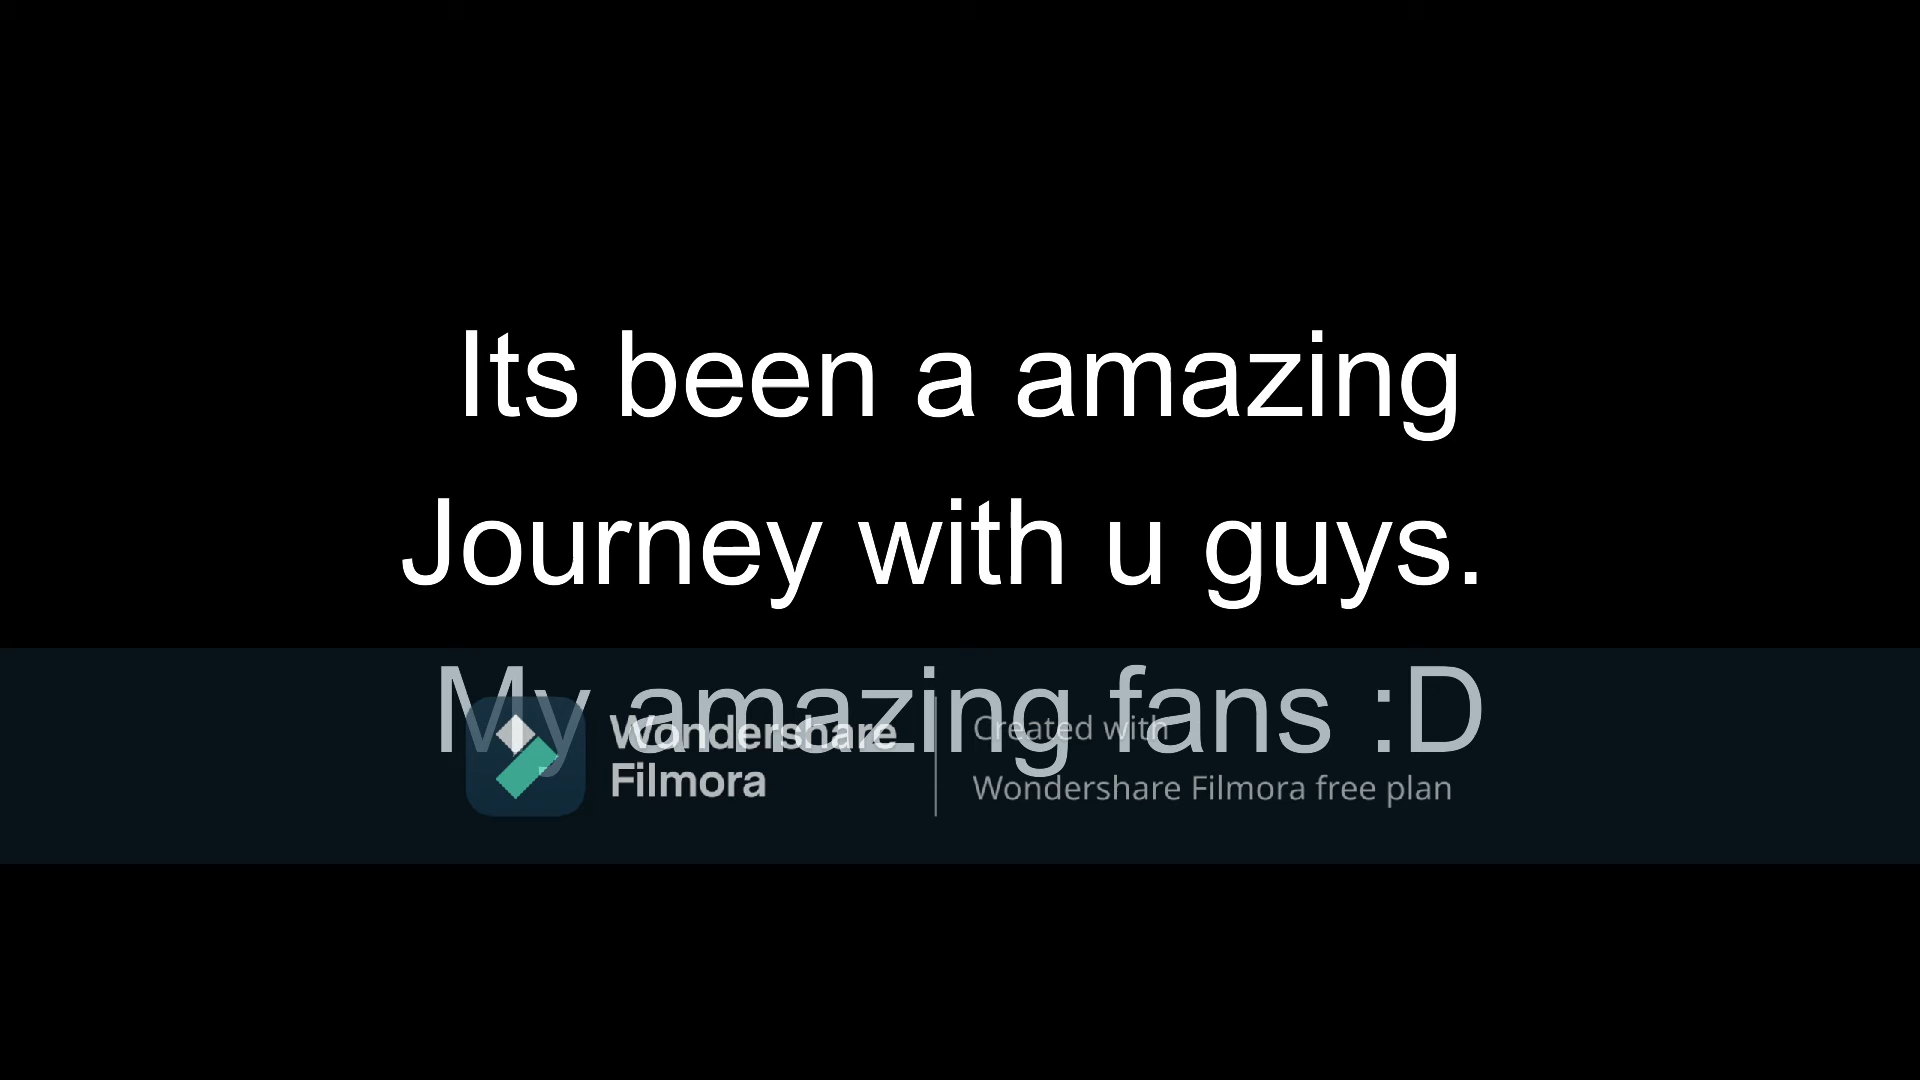 Its been a amazing
Journey with u guys.
My amazing fans :D
Wondershare
Filmora
Created with
Wondershare Filmora free plan